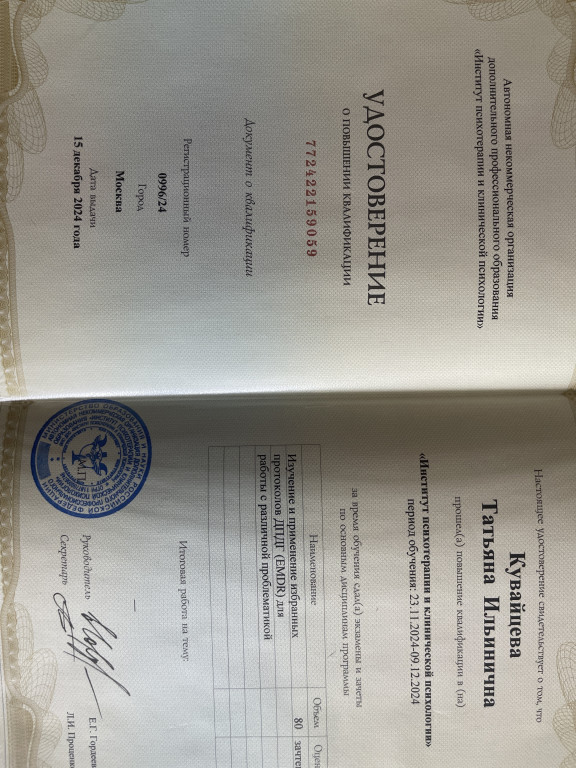 Автономная некоммерческая организация
дополнительного профессионального образования
«Институт психотерапии и клинической психологии»
УДОСТОВЕРЕНИЕ
О ПОВЫШЕНИИ КВАЛИФИКАЦИИ
772422159059
Документ о квалификации
Регистрационный номер
0996/24
Город
Москва
Дата выдачи
15 декабря 2024 года
Настоящее удостоверение свидетельствует о том, что
Кувайцева
Татьяна Ильинична
прошел(а) повышение квалификации в (на)
«Институт психотерапии и клинической психологии»
период обучения: 23.11.2024-09.12.2024
за время обучения сдал(а) экзамены и зачеты
по основным дисциплинам программы
Наименование Объем
Изучение и применение избранных 80
протоколов ДПДГ (EMDR) для
работы с различной проблематикой
Итоговая работа на тему:
—
Руководитель Е.Г. Гордеев
Секретарь Л.И. Проценко
М.П.